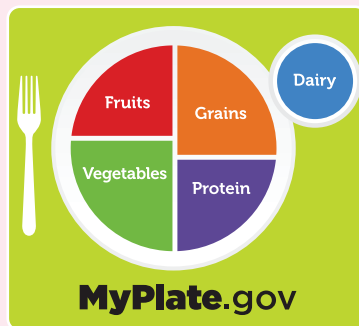 Dairy
Fruits
Grains
Vegetables
Protein
MyPlate.gov